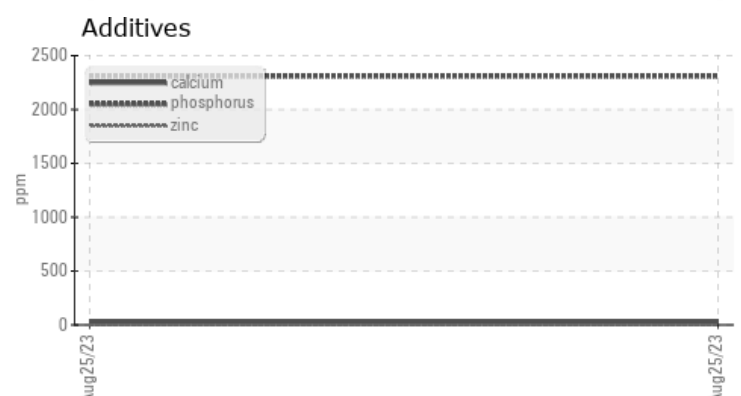 Additives
2500
2000
1500
1000
500
0
ppm
calcium
phosphorus
zinc
ug25/23
ug25/23